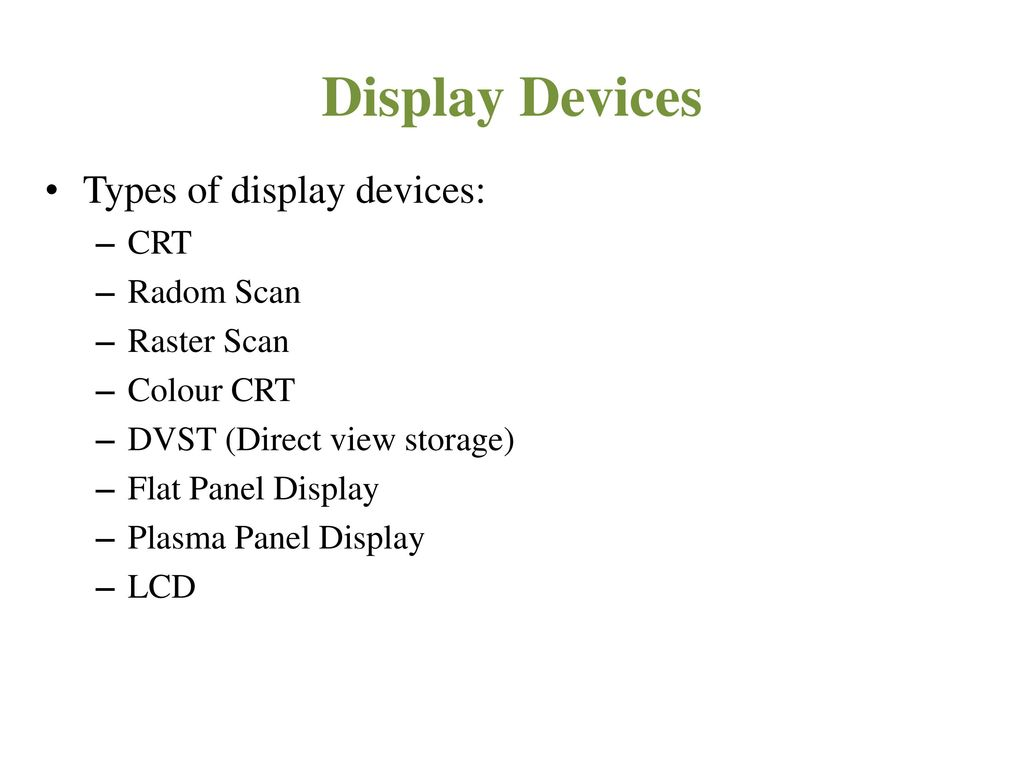 Display Devices
• Types of display devices:
– CRT
– Radom Scan
– Raster Scan
– Colour CRT
– DVST (Direct view storage)
– Flat Panel Display
– Plasma Panel Display
– LCD